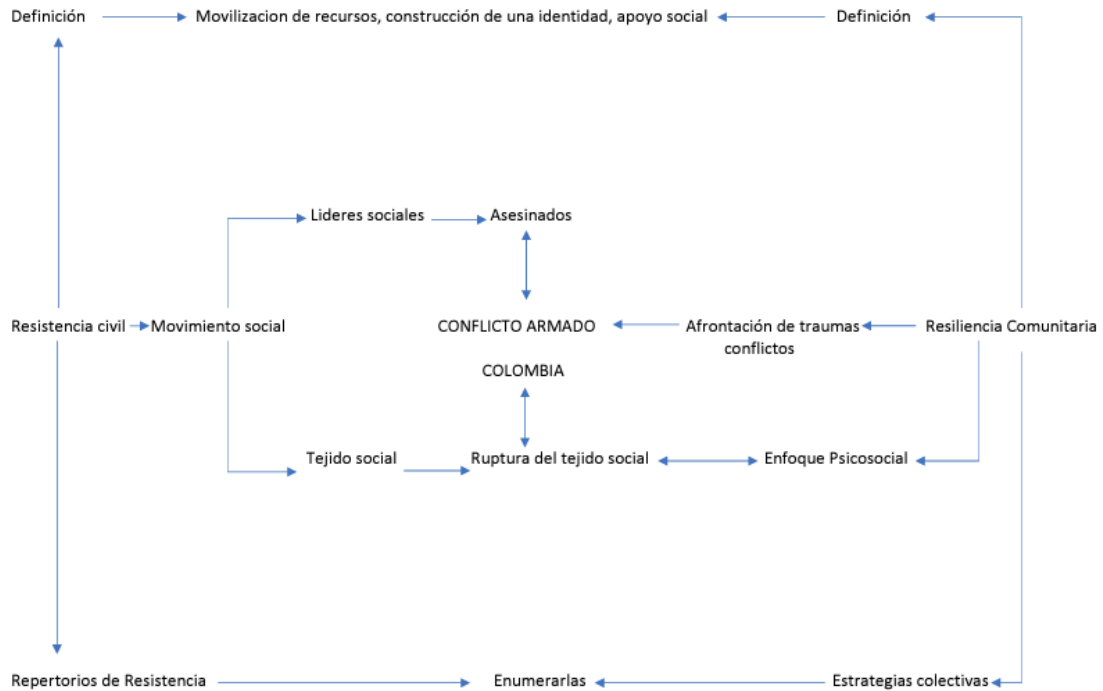 Definición
Movilizacion de recursos, construcción de una identidad, apoyo social
Definición
Lideres sociales
Asesinados
Resistencia civil
Movimiento social
CONFLICTO ARMADO
Afrontación de traumas
conflictos
Resiliencia Comunitaria
COLOMBIA
Tejido social
Ruptura del tejido social
Enfoque Psicosocial
Repertorios de Resistencia
Enumerarlas
Estrategias colectivas